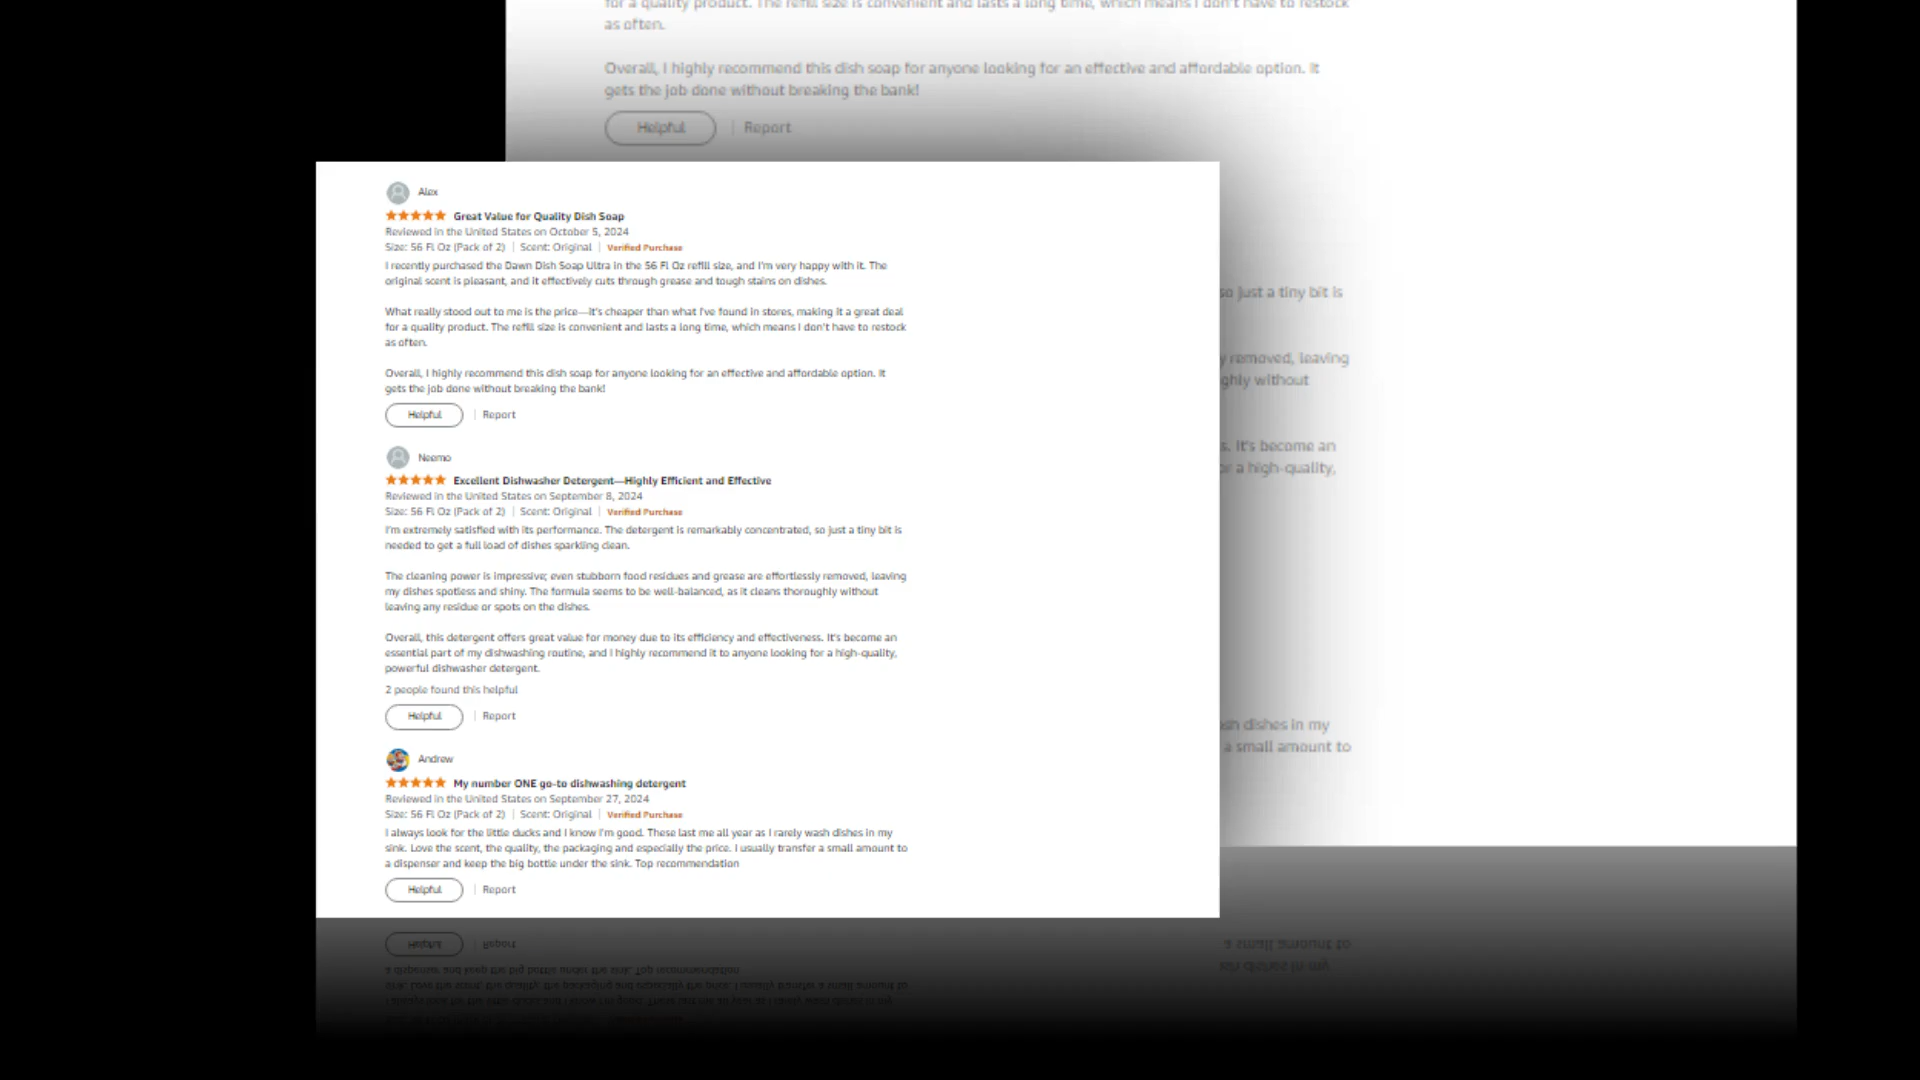 for a quality product. The refill size is convenient and lasts a long time, which means I don't have to restock
as often.
Overall, I highly recommend this dish soap for anyone looking for an effective and affordable option. It
gets the job done without breaking the bank!
Helpful | Report
Alex
Great Value for Quality Dish Soap
Reviewed in the United States on October 5, 2024
Size: 56 Fl Oz (Pack of 2) | Scent: Original | Verified Purchase
I recently purchased the Dawn Dish Soap Ultra in the 56 Fl Oz refill size, and I'm very happy with it. The
original scent is pleasant, and it effectively cuts through grease and tough stains on dishes.
What really stood out to me is the price—it's cheaper than what I've found in stores, making it a great deal
for a quality product. The refill size is convenient and lasts a long time, which means I don't have to restock
as often.
Overall, I highly recommend this dish soap for anyone looking for an effective and affordable option. It
gets the job done without breaking the bank!
Helpful | Report
Neemo
Excellent Dishwasher Detergent—Highly Efficient and Effective
Reviewed in the United States on September 8, 2024
Size: 56 Fl Oz (Pack of 2) | Scent: Original | Verified Purchase
I'm extremely satisfied with its performance. The detergent is remarkably concentrated, so just a tiny bit is
needed to get a full load of dishes sparkling clean.
The cleaning power is impressive; even stubborn food residues and grease are effortlessly removed, leaving
my dishes spotless and shiny. The formula seems to be well-balanced, as it cleans thoroughly without
leaving any residue or spots on the dishes.
Overall, this detergent offers great value for money due to its efficiency and effectiveness. It's become an
essential part of my dishwashing routine, and I highly recommend it to anyone looking for a high-quality,
powerful dishwasher detergent.
2 people found this helpful
Helpful | Report
Andrew
My number ONE go-to dishwashing detergent
Reviewed in the United States on September 27, 2024
Size: 56 Fl Oz (Pack of 2) | Scent: Original | Verified Purchase
I always look for the little ducks and I know I'm good. These last me all year as I rarely wash dishes in my
sink. Love the scent, the quality, the packaging and especially the price. I usually transfer a small amount to
a dispenser and keep the big bottle under the sink. Top recommendation
Helpful | Report
so just a tiny bit is
removed, leaving
without
It's become an
for a high-quality,
dishes in my
a small amount to